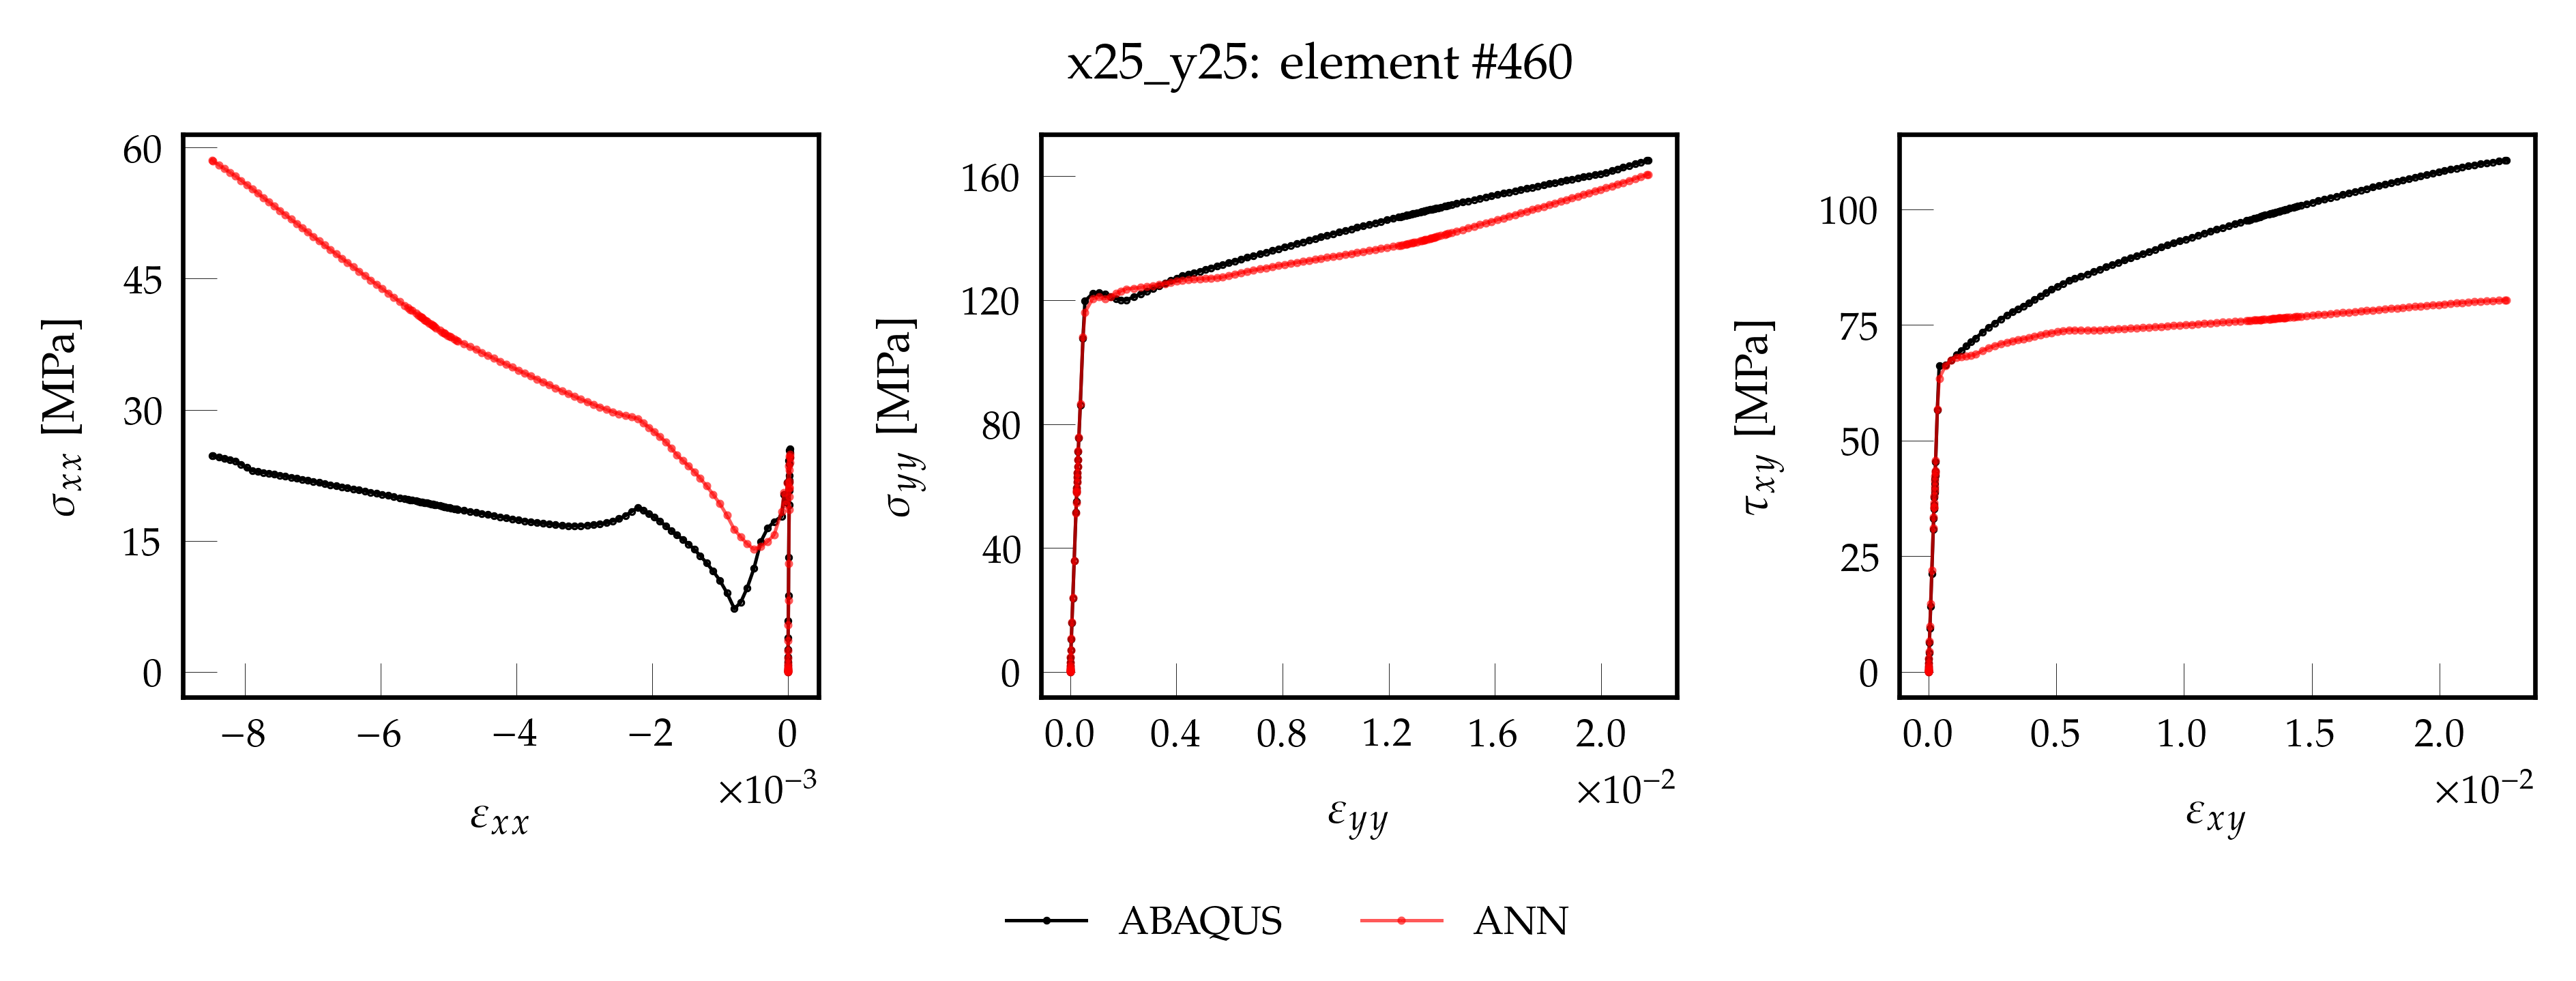 x25_y25: element #460
60
45
30
15
0
σxx [MPa]
−8 −6 −4 −2 0
×10−3
εxx
160
120
80
40
0
σyy [MPa]
0.0 0.4 0.8 1.2 1.6 2.0
×10−2
εyy
100
75
50
25
0
τxy [MPa]
0.0 0.5 1.0 1.5 2.0
×10−2
εxy
ABAQUS ANN